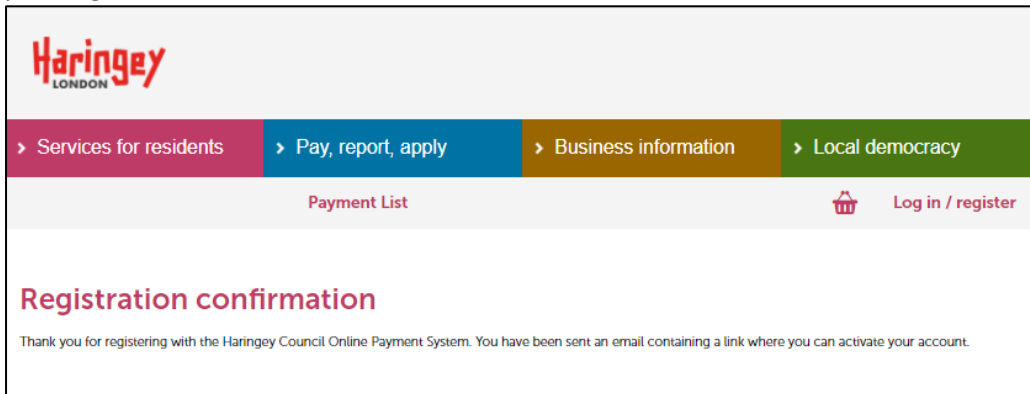 Haringey
LONDON
Services for residents
Pay, report, apply
Business information
Local democracy
Payment List
Log in / register
Registration confirmation
Thank you for registering with the Haringey Council Online Payment System. You have been sent an email containing a link where you can activate your account.